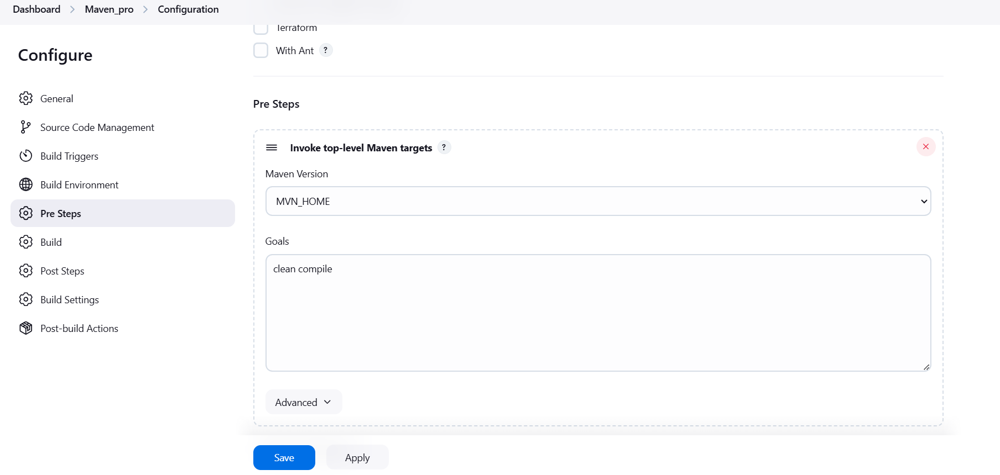 Dashboard > Maven_pro > Configuration
Configure
General
Source Code Management
Build Triggers
Build Environment
Pre Steps
Build
Post Steps
Build Settings
Post-build Actions
Terraform
With Ant ?
Pre Steps
Invoke top-level Maven targets ?
Maven Version
MVN_HOME
Goals
clean compile
Advanced
Save
Apply